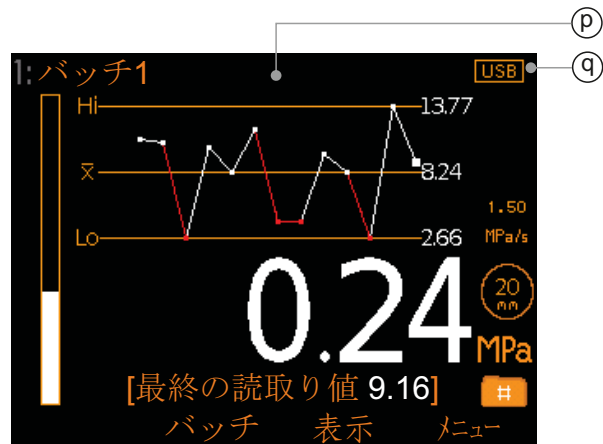 p
1:バッチ1
USB
q
Hi 13.77
x̅ 8.24
1.50
Lo 2.66 MPa/s
20
mm
0.24 MPa
[最終の読取り値 9.16] #
バッチ 表示 メニュー